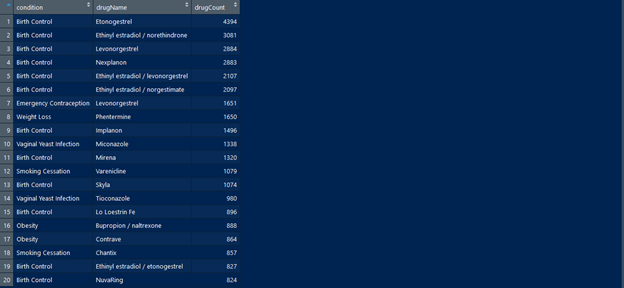 condition drugName drugCount
1 Birth Control Etonogestrel 4394
2 Birth Control Ethinyl estradiol / norethindrone 3081
3 Birth Control Levonorgestrel 2884
4 Birth Control Nexplanon 2883
5 Birth Control Ethinyl estradiol / levonorgestrel 2107
6 Birth Control Ethinyl estradiol / norgestimate 2097
7 Emergency Contraception Levonorgestrel 1651
8 Weight Loss Phentermine 1650
9 Birth Control Implanon 1496
10 Vaginal Yeast Infection Miconazole 1338
11 Birth Control Mirena 1320
12 Smoking Cessation Varenicline 1079
13 Birth Control Skyla 1074
14 Vaginal Yeast Infection Tioconazole 980
15 Birth Control Lo Loestrin Fe 896
16 Obesity Bupropion / naltrexone 888
17 Obesity Contrave 864
18 Smoking Cessation Chantix 857
19 Birth Control Ethinyl estradiol / etonogestrel 827
20 Birth Control NuvaRing 824